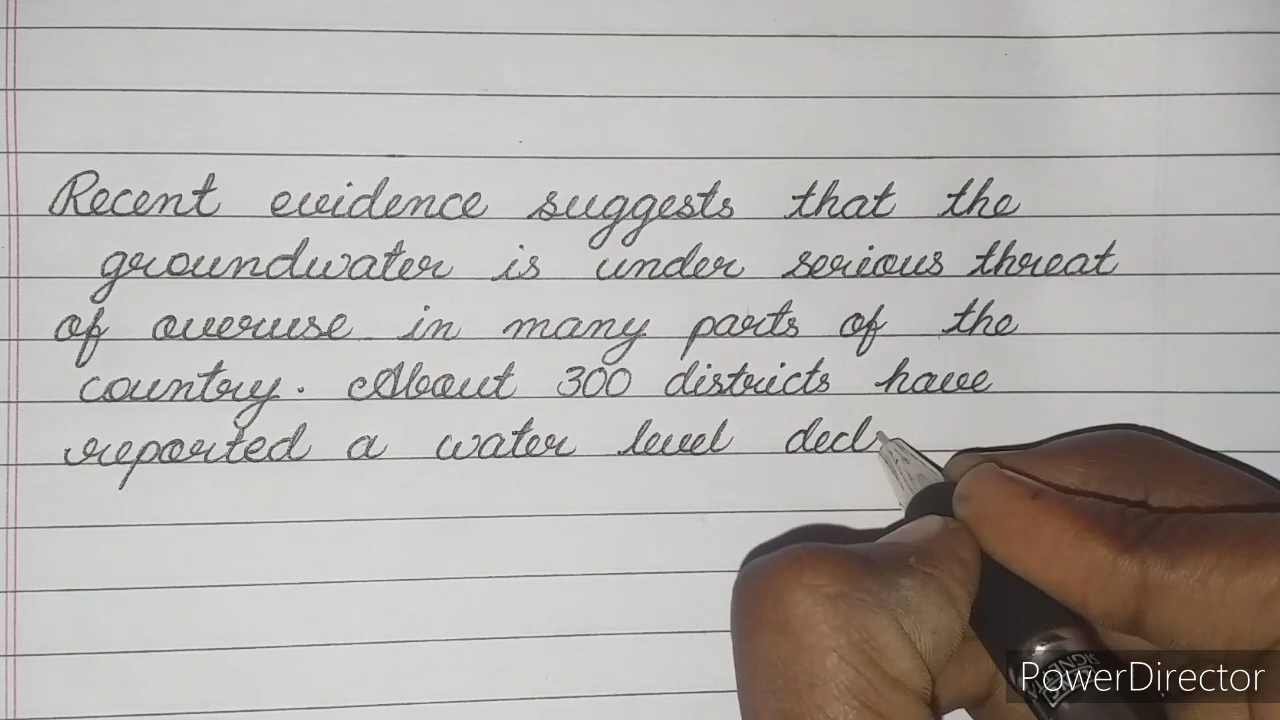 Recent evidence suggests that the
groundwater is under serious threat
of overuse in many parts of the
country. About 300 districts have
reported a water level decl
PowerDirector